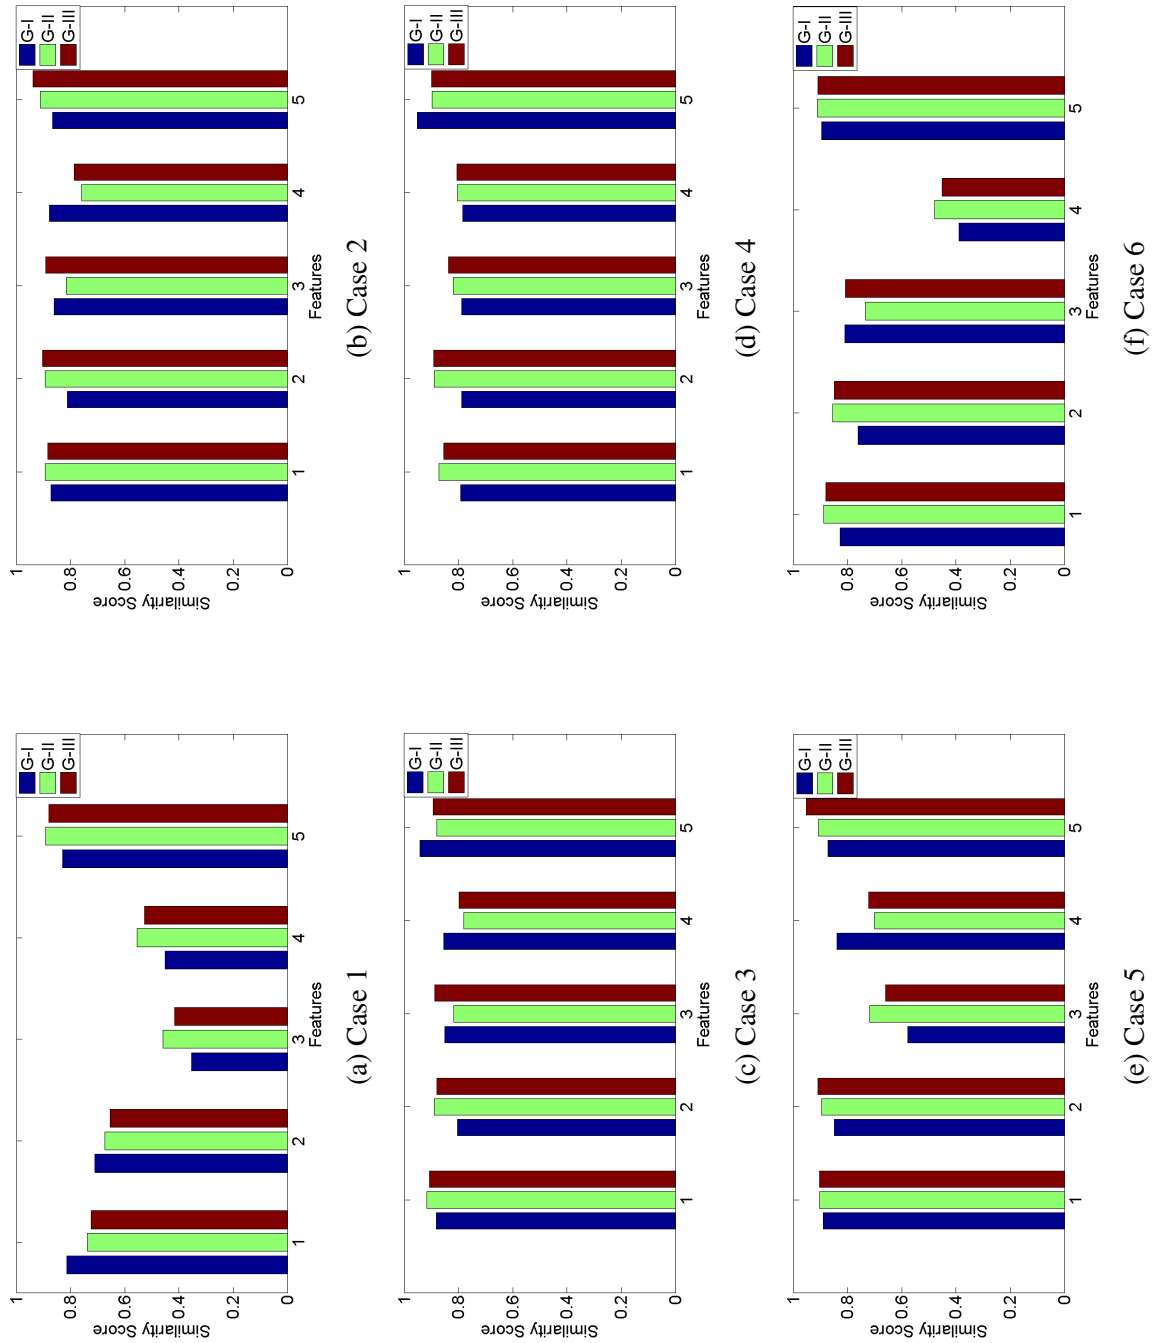 1
0.8
0.6
0.4
0.2
0
Similarity Score
1
2
3
4
5
Features
G-I
G-II
G-III
(a) Case 1
1
0.8
0.6
0.4
0.2
0
Similarity Score
1
2
3
4
5
Features
G-I
G-II
G-III
(b) Case 2
1
0.8
0.6
0.4
0.2
0
Similarity Score
1
2
3
4
5
Features
G-I
G-II
G-III
(c) Case 3
1
0.8
0.6
0.4
0.2
0
Similarity Score
1
2
3
4
5
Features
G-I
G-II
G-III
(d) Case 4
1
0.8
0.6
0.4
0.2
0
Similarity Score
1
2
3
4
5
Features
G-I
G-II
G-III
(e) Case 5
1
0.8
0.6
0.4
0.2
0
Similarity Score
1
2
3
4
5
Features
G-I
G-II
G-III
(f) Case 6